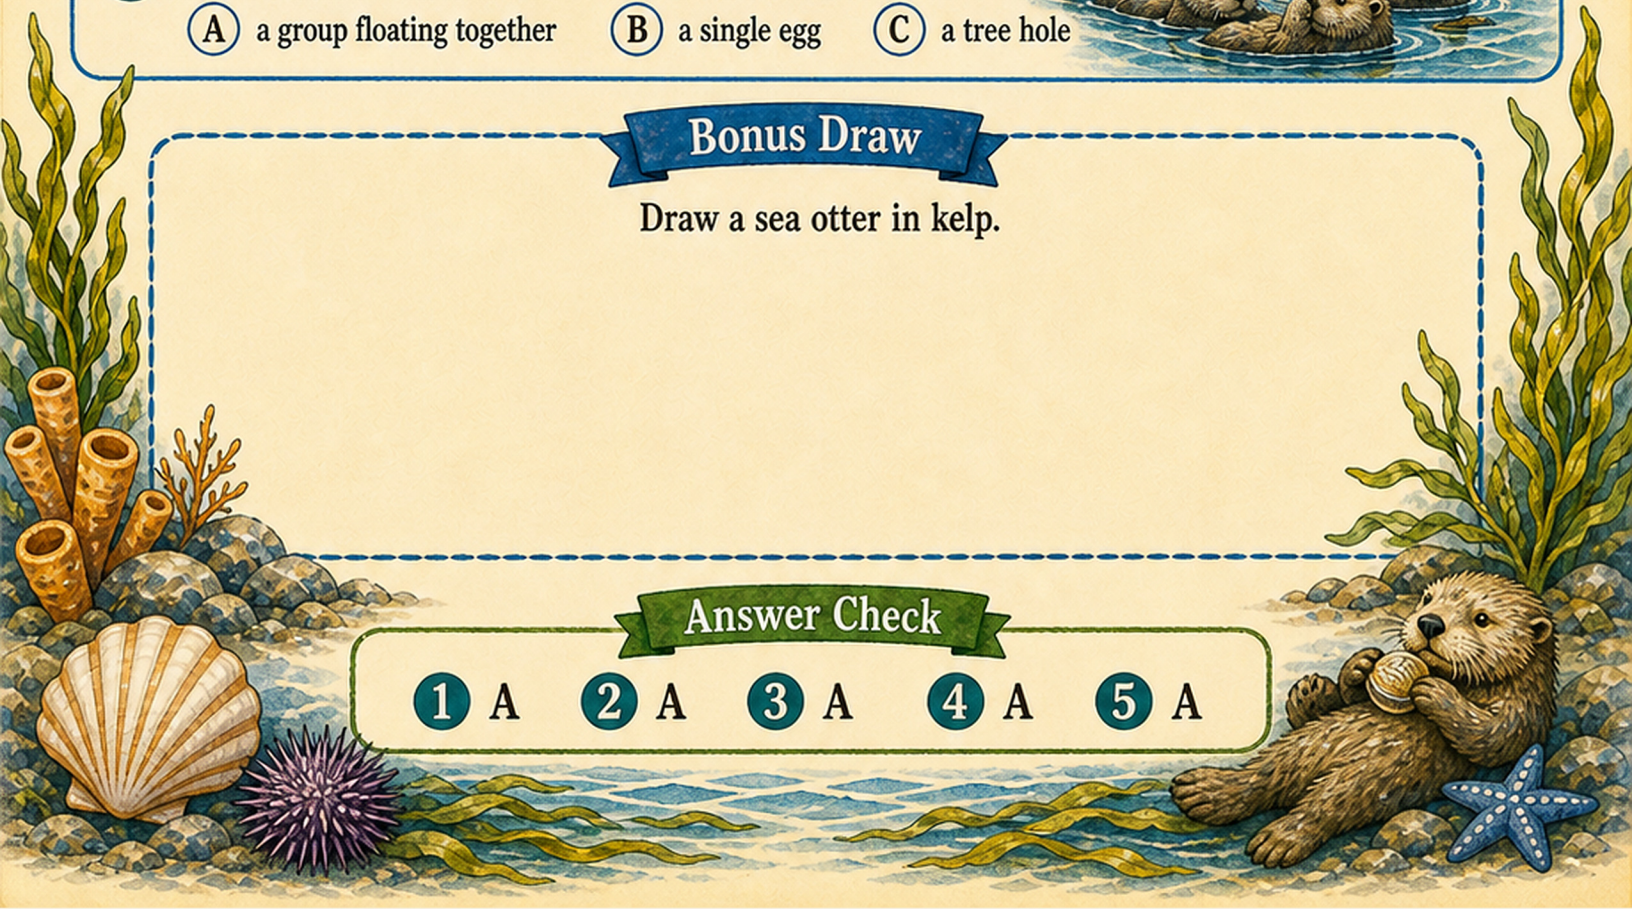 A a group floating together B a single egg C a tree hole
Bonus Draw
Draw a sea otter in kelp.
Answer Check
1 A 2 A 3 A 4 A 5 A